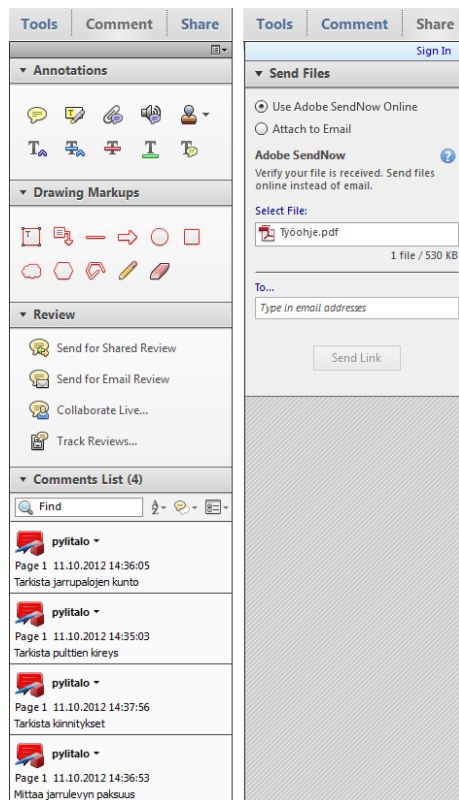 Tools Comment Share
Annotations
Drawing Markups
Review
Send for Shared Review
Send for Email Review
Collaborate Live...
Track Reviews...
Comments List (4)
Find
pylitalo
Page 1 11.10.2012 14:36:05
Tarkista jarrupalojen kunto
pylitalo
Page 1 11.10.2012 14:35:03
Tarkista pulttien kireys
pylitalo
Page 1 11.10.2012 14:37:56
Tarkista kiinnitykset
pylitalo
Page 1 11.10.2012 14:36:53
Mittaa jarrulevyn paksuus
Tools Comment Share
Sign In
Send Files
Use Adobe SendNow Online
Attach to Email
Adobe SendNow
Verify your file is received. Send files
online instead of email.
Select File:
Työohje.pdf
1 file / 530 KB
To...
Type in email addresses
Send Link